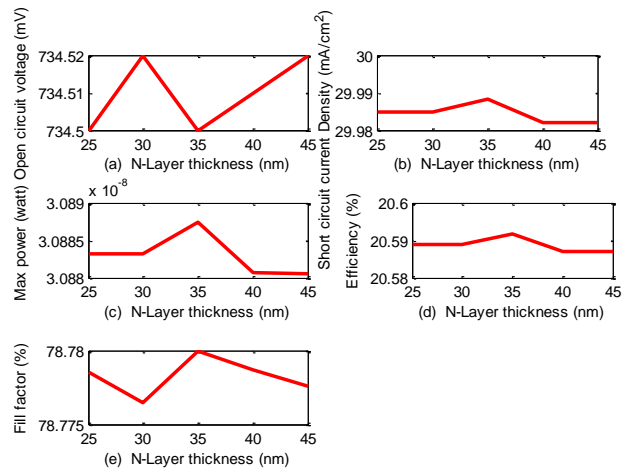 Open circuit voltage (mV)
734.52
734.51
734.5
25 30 35 40 45
(a) N-Layer thickness (nm)
Short circuit current Density (mA/cm2)
30
29.99
29.98
25 30 35 40 45
(b) N-Layer thickness (nm)
Max power (watt)
x 10-8
3.089
3.0885
3.088
25 30 35 40 45
(c) N-Layer thickness (nm)
Efficiency (%)
20.6
20.59
20.58
25 30 35 40 45
(d) N-Layer thickness (nm)
Fill factor (%)
78.78
78.775
25 30 35 40 45
(e) N-Layer thickness (nm)